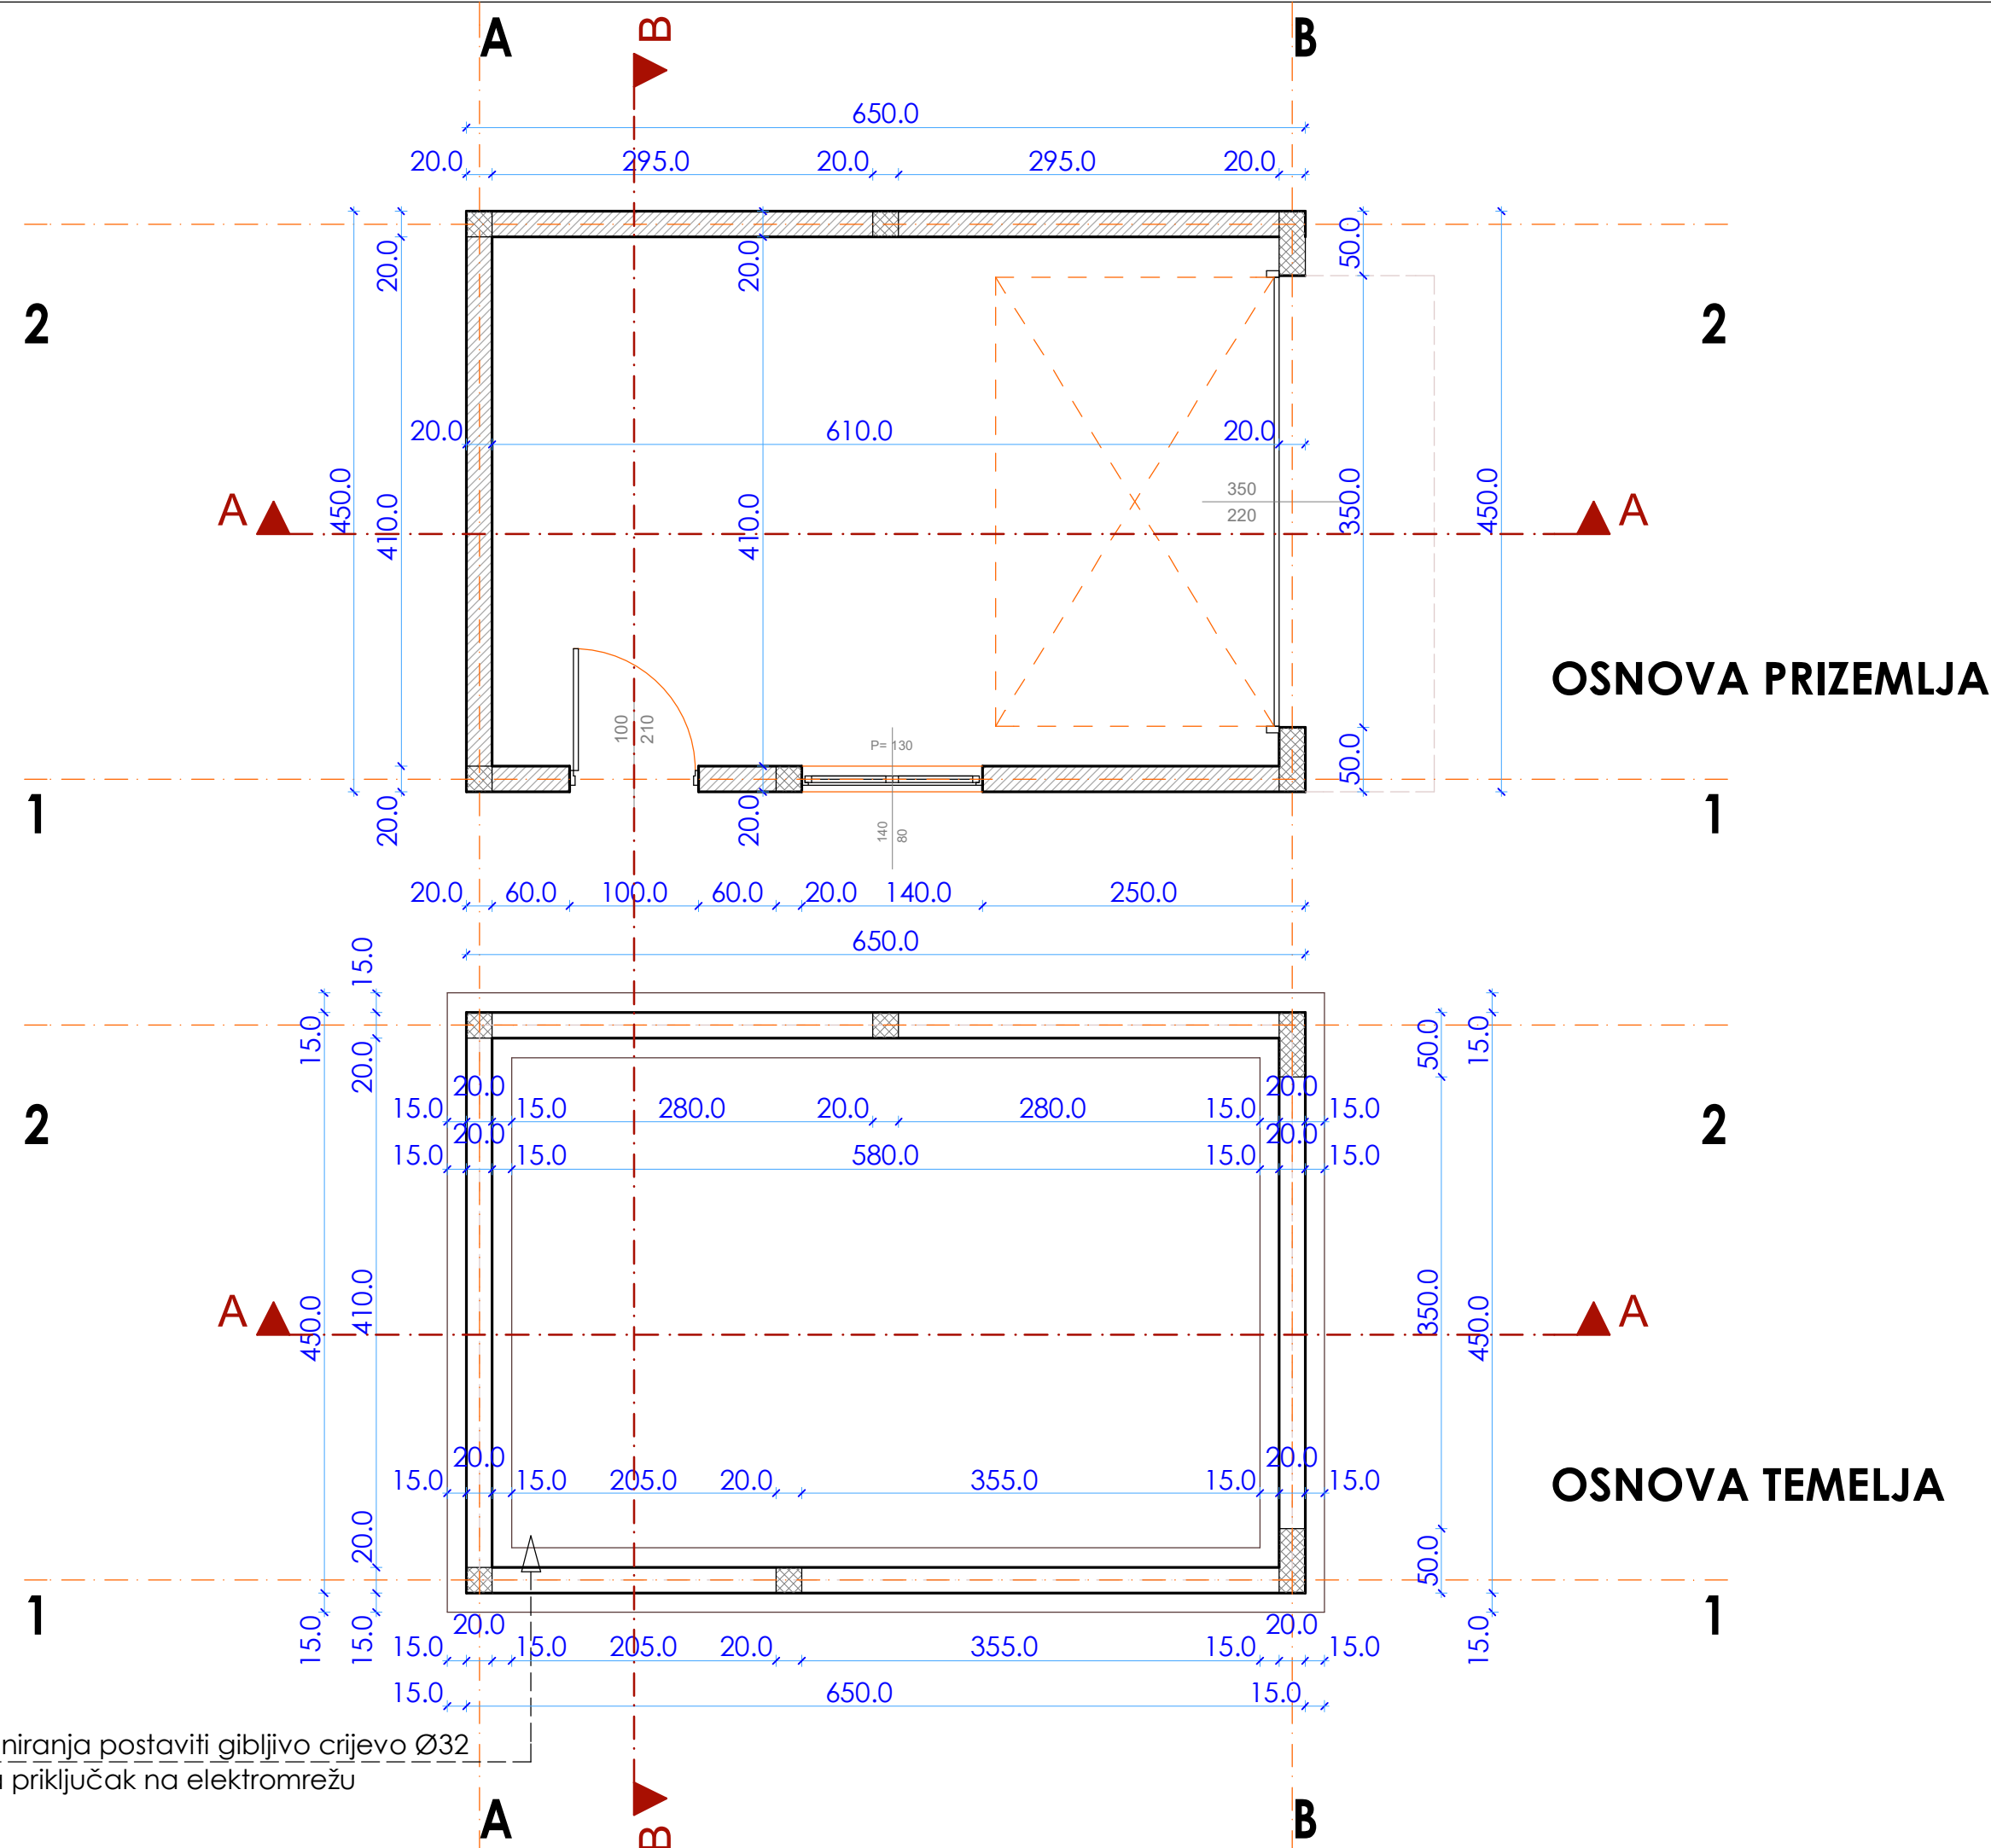 A
B
B
650.0
20.0 295.0 20.0 295.0 20.0
20.0
20.0
50.0
2
2
20.0 610.0 20.0
450.0
410.0
410.0
350
220
350.0
450.0
A
A
OSNOVA PRIZEMLJA
100
210
P= 130
50.0
1
1
20.0
20.0
140
80
20.0 60.0 100.0 60.0 20.0 140.0 250.0
650.0
15.0
15.0
20.0
50.0
15.0
20.0 20.0
15.0 15.0 280.0 20.0 280.0 15.0 15.0
2
2
20.0 20.0
15.0 15.0 580.0 15.0 15.0
A
A
450.0
410.0
350.0
450.0
20.0 20.0
15.0 15.0 205.0 20.0 355.0 15.0 15.0
OSNOVA TEMELJA
20.0
50.0
1
1
15.0
15.0
15.0
20.0 20.0
15.0 15.0 205.0 20.0 355.0 15.0 15.0
15.0 650.0 15.0
niranja postaviti gibljivo crijevo Ø32
priključak na elektromrežu
A
B
B